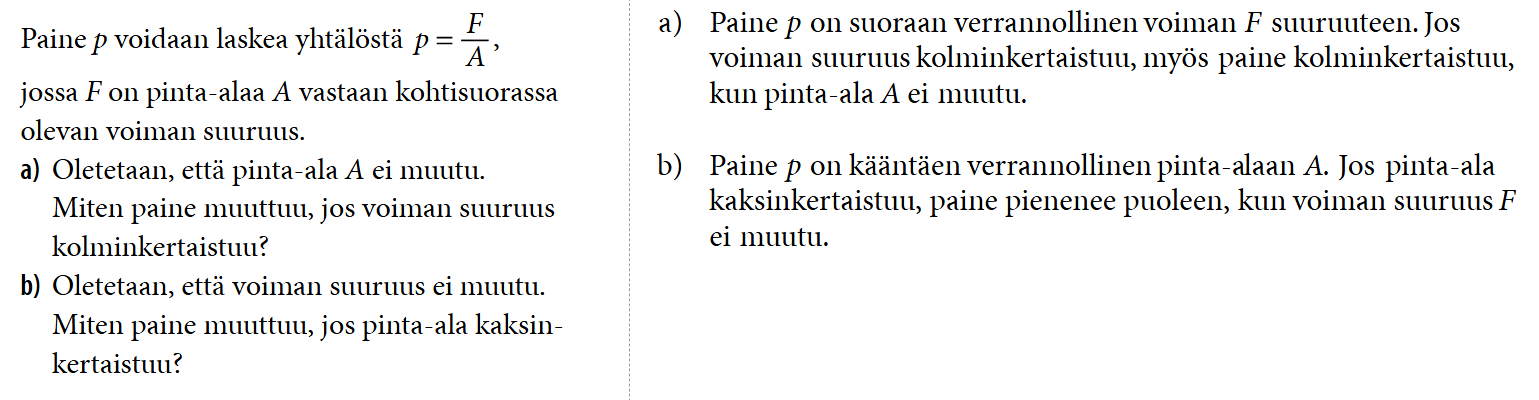 Paine p voidaan laskea yhtälöstä p = F/A,
jossa F on pinta-alaa A vastaan kohtisuorassa
olevan voiman suuruus.
a) Oletetaan, että pinta-ala A ei muutu.
Miten paine muuttuu, jos voiman suuruus
kolminkertaistuu?
b) Oletetaan, että voiman suuruus ei muutu.
Miten paine muuttuu, jos pinta-ala kaksin-
kertaistuu?
a) Paine p on suoraan verrannollinen voiman F suuruuteen. Jos
voiman suuruus kolminkertaistuu, myös paine kolminkertaistuu,
kun pinta-ala A ei muutu.
b) Paine p on kääntäen verrannollinen pinta-alaan A. Jos pinta-ala
kaksinkertaistuu, paine pienenee puoleen, kun voiman suuruus F
ei muutu.